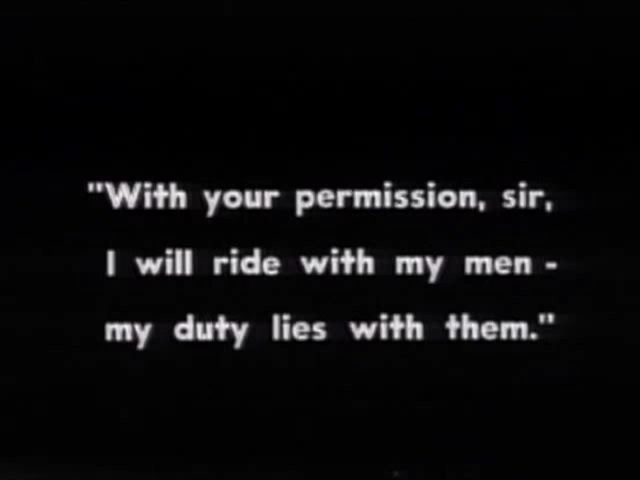 "With your permission, sir,
I will ride with my men -
my duty lies with them."